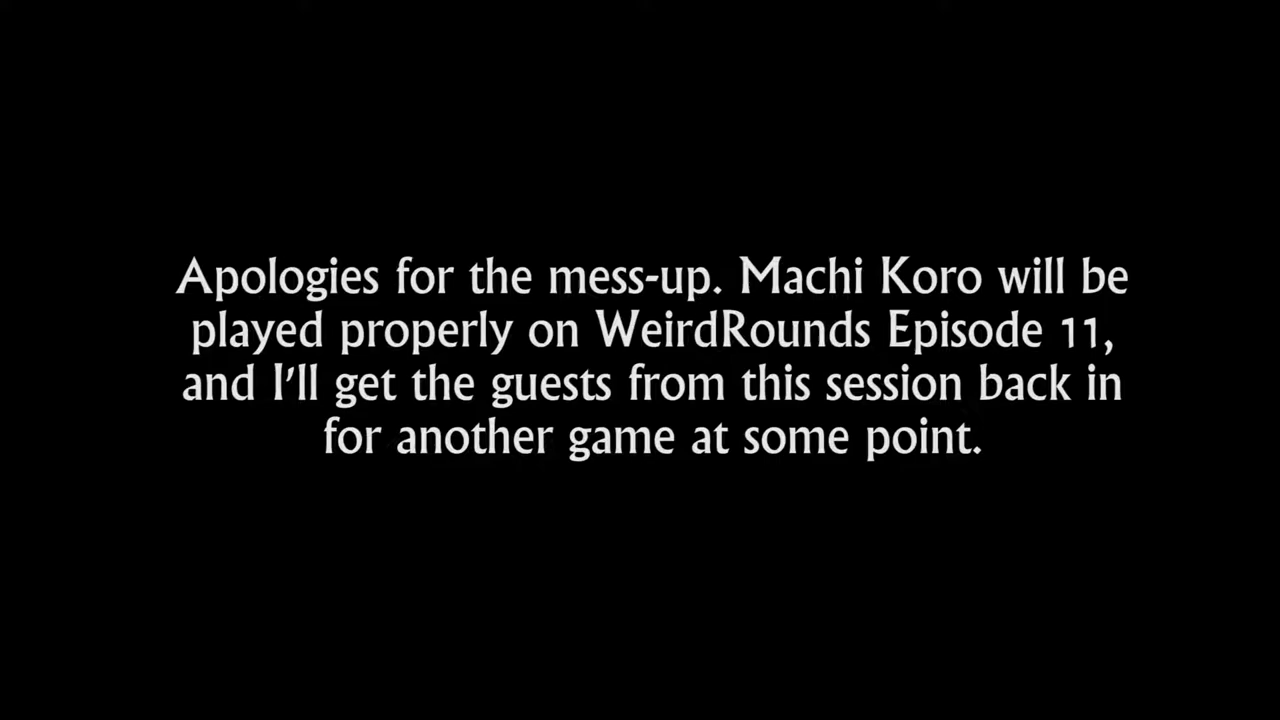 Apologies for the mess-up. Machi Koro will be
played properly on WeirdRounds Episode 11,
and I'll get the guests from this session back in
for another game at some point.